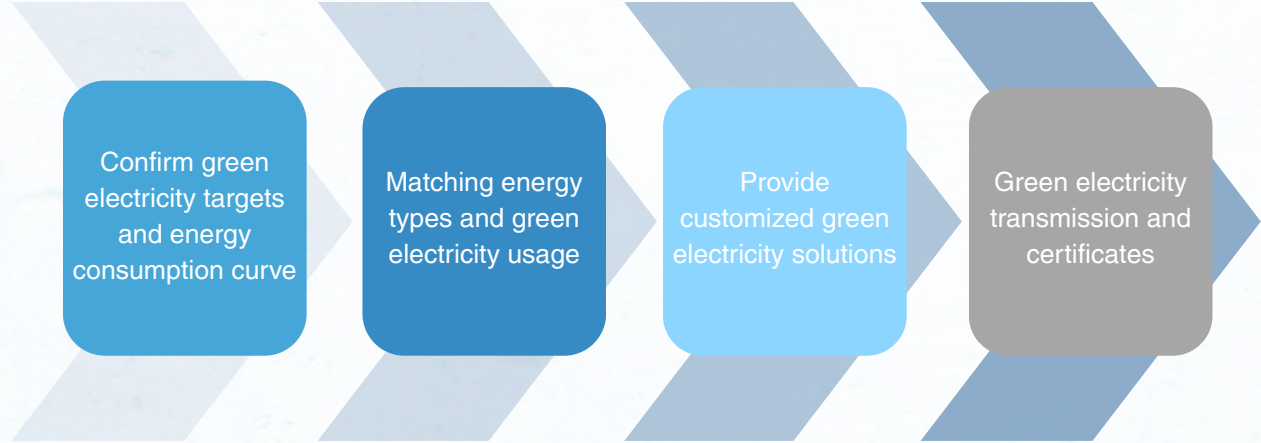 Confirm green
electricity targets
and energy
consumption curve
Matching energy
types and green
electricity usage
Provide
customized green
electricity solutions
Green electricity
transmission and
certificates